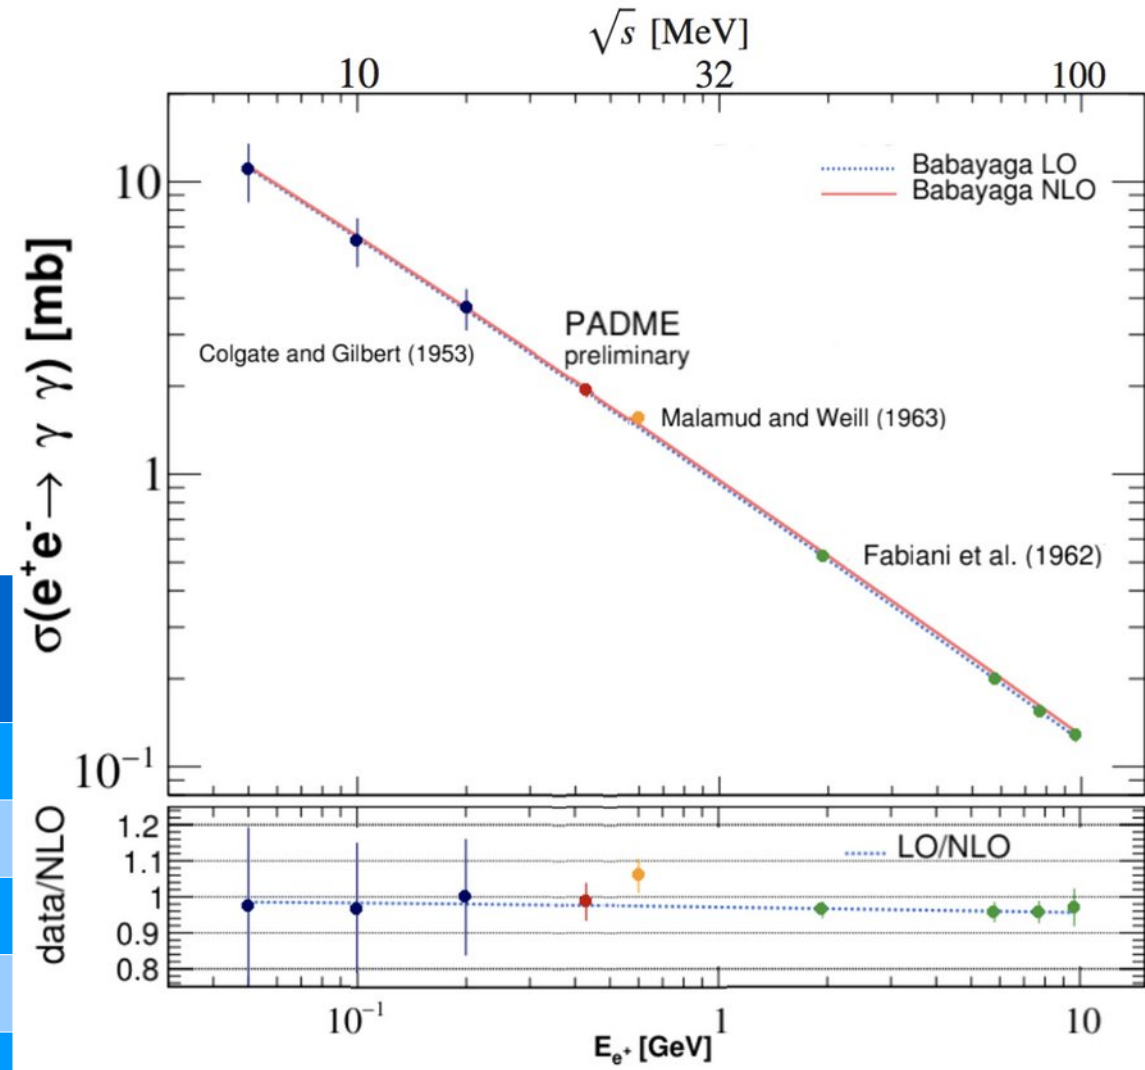 √s [MeV]
10 32 100
Babayaga LO
Babayaga NLO
10
PADME
preliminary
Colgate and Gilbert (1953)
Malamud and Weill (1963)
1
Fabiani et al. (1962)
10⁻¹
σ(e⁺e⁻→ γ γ) [mb]
LO/NLO
1.2
1.1
1
0.9
0.8
data/NLO
10⁻¹ 1 10
Eₑ⁺ [GeV]